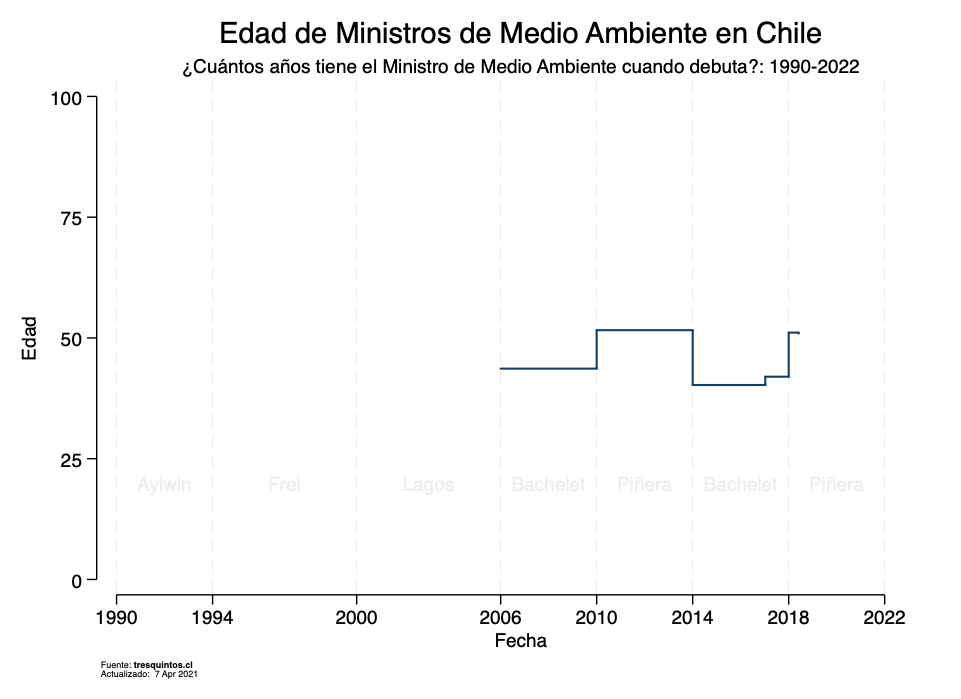 Edad de Ministros de Medio Ambiente en Chile
¿Cuántos años tiene el Ministro de Medio Ambiente cuando debuta?: 1990-2022
100
75
50
25
0
Edad
Aylwin Frei Lagos Bachelet Piñera Bachelet Piñera
1990 1994 2000 2006 2010 2014 2018 2022
Fecha
Fuente: tresquintos.cl
Actualizado: 7 Apr 2021